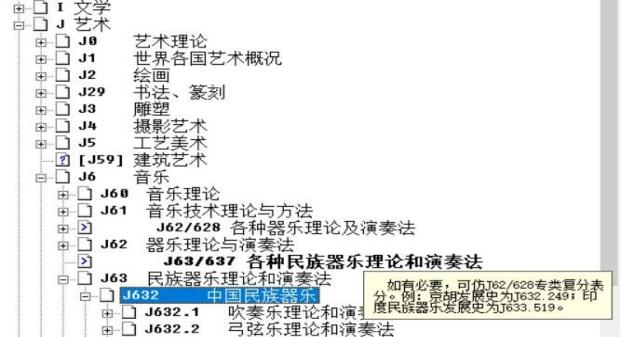 I 文学
J 艺术
J0 艺术理论
J1 世界各国艺术概况
J2 绘画
J29 书法、篆刻
J3 雕塑
J4 摄影艺术
J5 工艺美术
[J59] 建筑艺术
J6 音乐
J60 音乐理论
J61 音乐技术理论与方法
J62/628 各种器乐理论及演奏法
J62 器乐理论与演奏法
J63/637 各种民族器乐理论和演奏法
J63 民族器乐理论和演奏法
J632 中国民族器乐
如有必要，可仿J62/628专类复分表
分。例：京胡发展史为J632.249；印
度民族器乐发展史为J633.519。
J632.1 吹奏乐理论和演奏
J632.2 弓弦乐理论和演奏